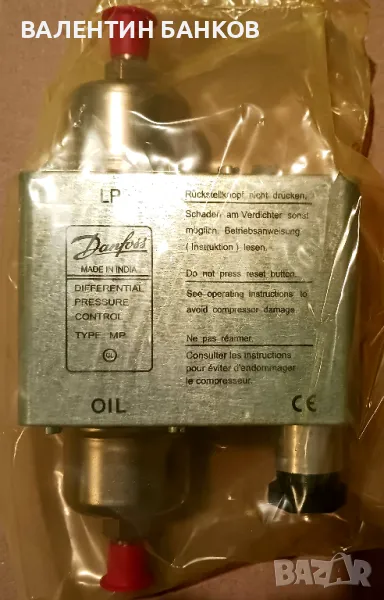 ВАЛЕНТИН БАНКОВ
LP
Rückstellknopf nicht drücken.
Schaden am Verdichter sonst
möglich. Betriebsanweisung
(Instruktion) lesen.
Danfoss
MADE IN INDIA
Do not press reset button.
DIFFERENTIAL
PRESSURE
CONTROL
See operating instructions to
avoid compressor damage.
TYPE MP
Ne pas réarmer.
Consulter les instructions
pour éviter d'endommager
le compresseur.
OIL
CE
BAZAR
bg